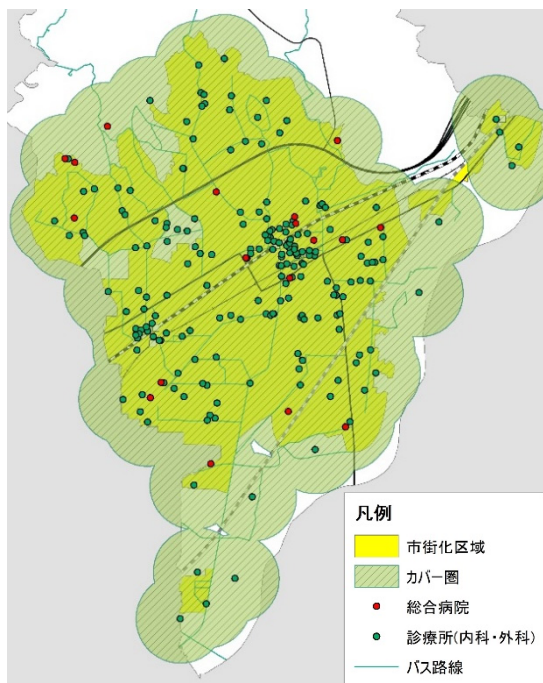 凡例
市街化区域
カバー圏
総合病院
診療所(内科・外科)
バス路線